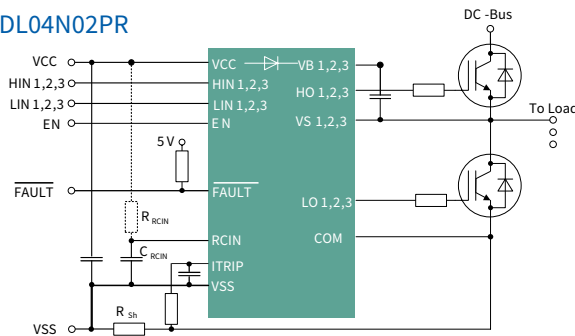 DL04N02PR
DC -Bus
VCC
HIN 1,2,3
LIN 1,2,3
EN
5 V
FAULT
R RCIN
C RCIN
R Sh
VSS
VCC
HIN 1,2,3
LIN 1,2,3
EN
FAULT
RCIN
ITRIP
VSS
VB 1,2,3
HO 1,2,3
VS 1,2,3
LO 1,2,3
COM
To Load